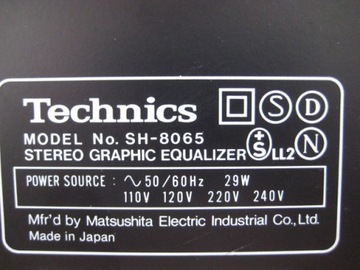 Technics S D
MODEL No. SH-8065
STEREO GRAPHIC EQUALIZER +S LL2 N
POWER SOURCE : ∿50/60Hz 29W
110V 120V 220V 240V
Mfr'd by Matsushita Electric Industrial Co., Ltd.
Made in Japan